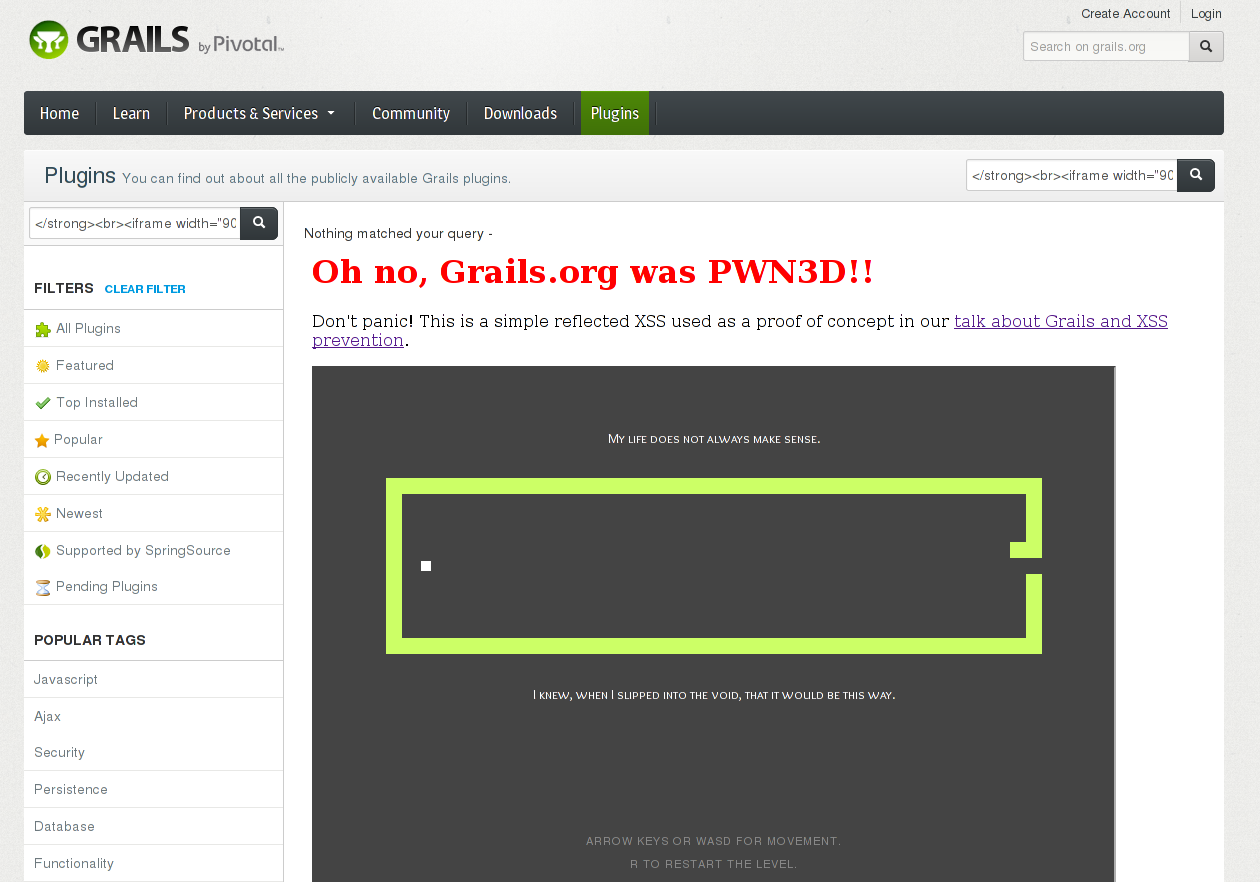 Create Account
Login
GRAILS by Pivotal™
Search on grails.org
Home
Learn
Products & Services
Community
Downloads
Plugins
Plugins You can find out about all the publicly available Grails plugins.
</strong><br><iframe width="90
</strong><br><iframe width="90
FILTERS CLEAR FILTER
All Plugins
Featured
Top Installed
Popular
Recently Updated
Newest
Supported by SpringSource
Pending Plugins
POPULAR TAGS
Javascript
Ajax
Security
Persistence
Database
Functionality
Nothing matched your query -
Oh no, Grails.org was PWN3D!!
Don't panic! This is a simple reflected XSS used as a proof of concept in our talk about Grails and XSS
prevention.
My life does not always make sense.
I knew, when I slipped into the void, that it would be this way.
ARROW KEYS OR WASD FOR MOVEMENT.
R TO RESTART THE LEVEL.